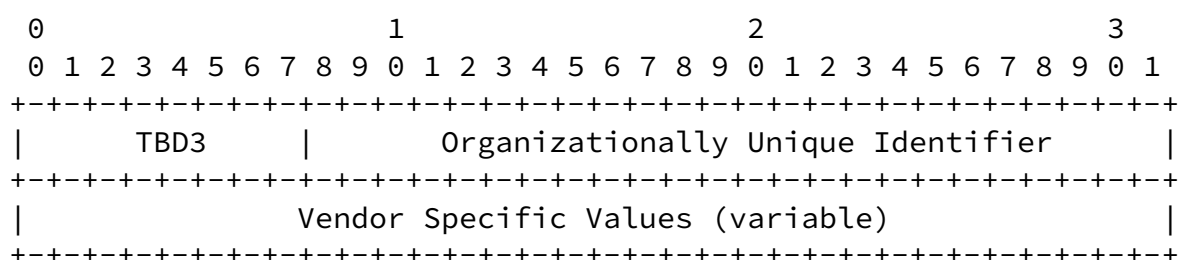 0                   1                   2                   3
 0 1 2 3 4 5 6 7 8 9 0 1 2 3 4 5 6 7 8 9 0 1 2 3 4 5 6 7 8 9 0 1
+-+-+-+-+-+-+-+-+-+-+-+-+-+-+-+-+-+-+-+-+-+-+-+-+-+-+-+-+-+-+-+-+
|      TBD3     |       Organizationally Unique Identifier      |
+-+-+-+-+-+-+-+-+-+-+-+-+-+-+-+-+-+-+-+-+-+-+-+-+-+-+-+-+-+-+-+-+
|               Vendor Specific Values (variable)               |
+-+-+-+-+-+-+-+-+-+-+-+-+-+-+-+-+-+-+-+-+-+-+-+-+-+-+-+-+-+-+-+-+